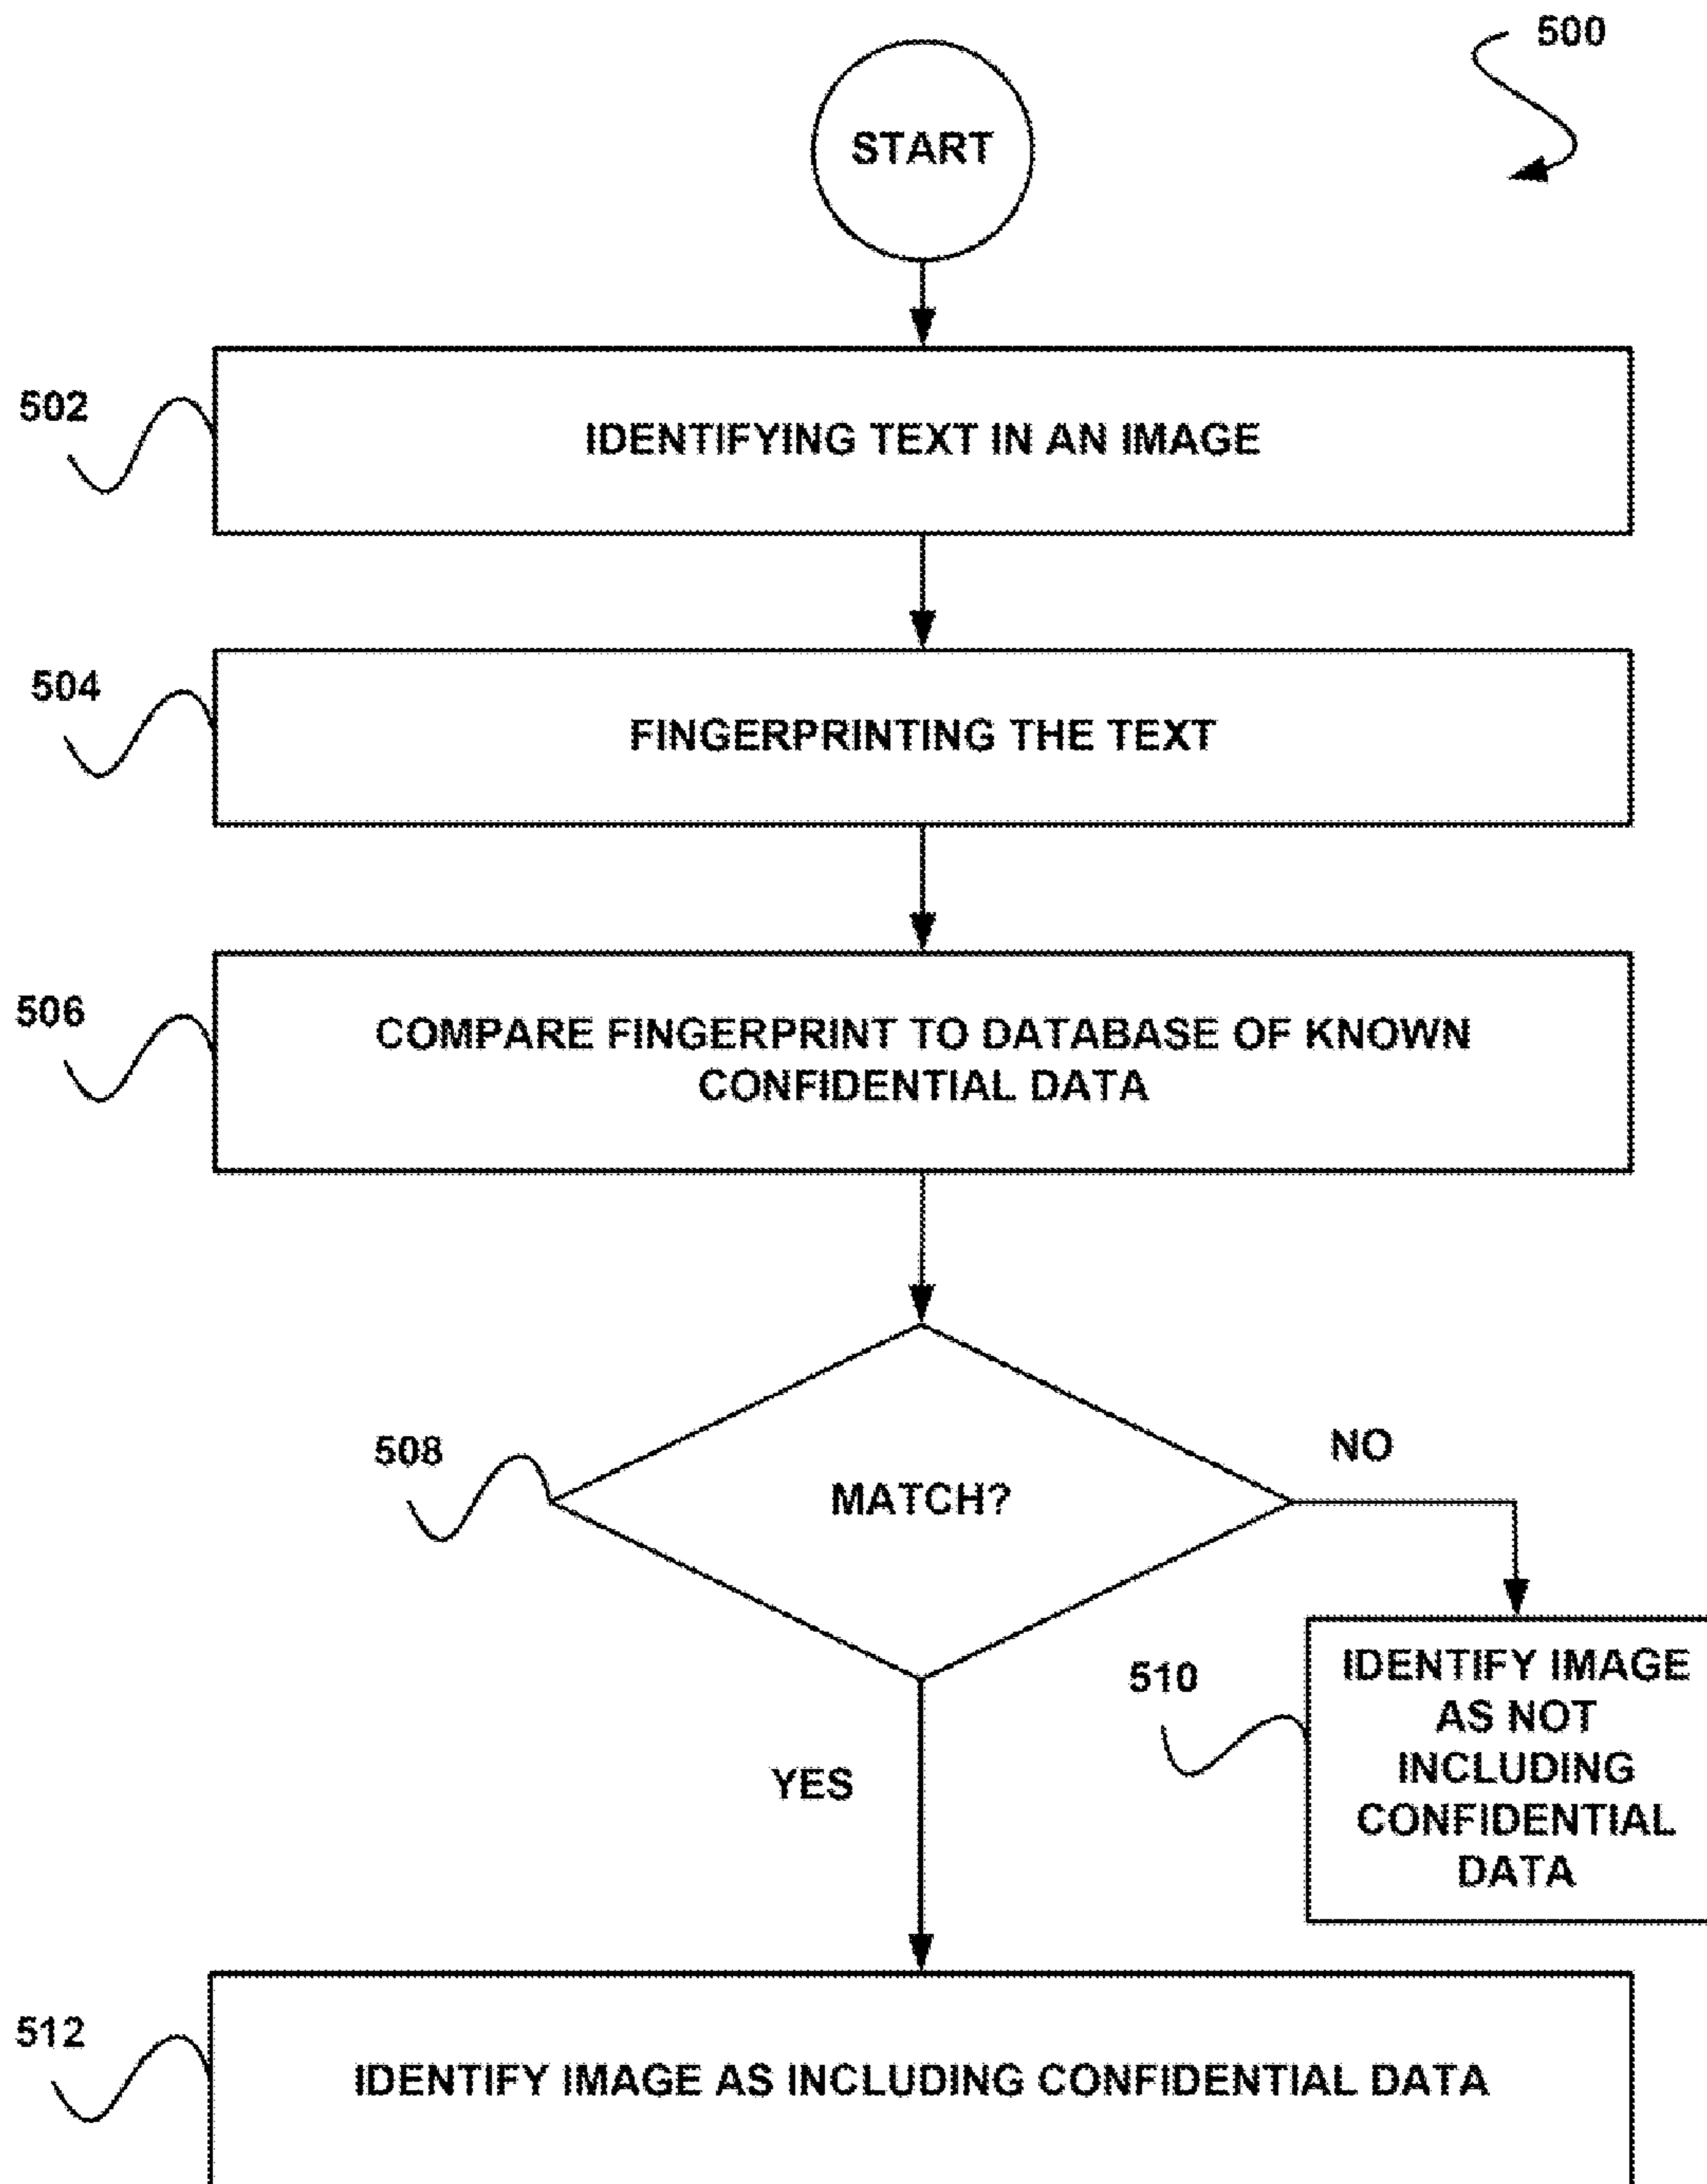 500
START
502
IDENTIFYING TEXT IN AN IMAGE
504
FINGERPRINTING THE TEXT
506
COMPARE FINGERPRINT TO DATABASE OF KNOWN
CONFIDENTIAL DATA
508
MATCH?
NO
510
IDENTIFY IMAGE
AS NOT
INCLUDING
CONFIDENTIAL
DATA
YES
512
IDENTIFY IMAGE AS INCLUDING CONFIDENTIAL DATA